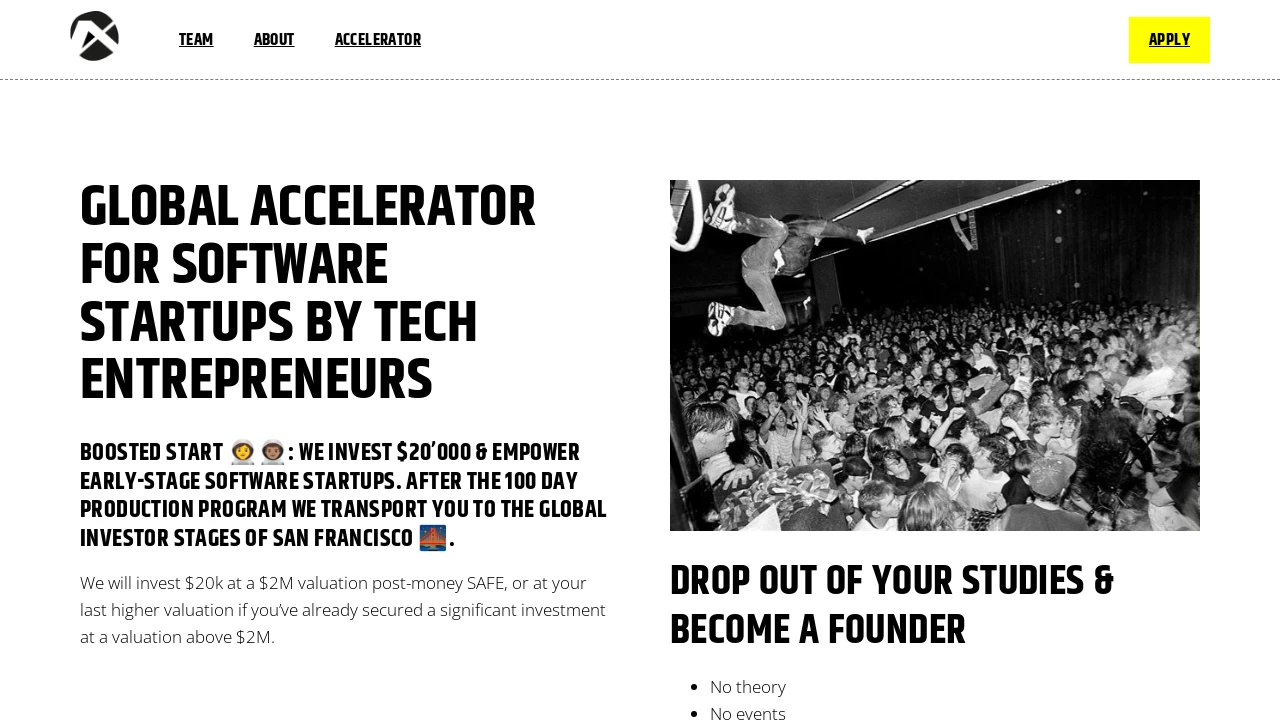 TEAM
ABOUT
ACCELERATOR
APPLY
GLOBAL ACCELERATOR
FOR SOFTWARE
STARTUPS BY TECH
ENTREPRENEURS
BOOSTED START 👩‍🚀👨🏽‍🚀: WE INVEST $20’000 & EMPOWER
EARLY-STAGE SOFTWARE STARTUPS. AFTER THE 100 DAY
PRODUCTION PROGRAM WE TRANSPORT YOU TO THE GLOBAL
INVESTOR STAGES OF SAN FRANCISCO 🌉.
We will invest $20k at a $2M valuation post-money SAFE, or at your
last higher valuation if you’ve already secured a significant investment
at a valuation above $2M.
DROP OUT OF YOUR STUDIES &
BECOME A FOUNDER
• No theory
• No events